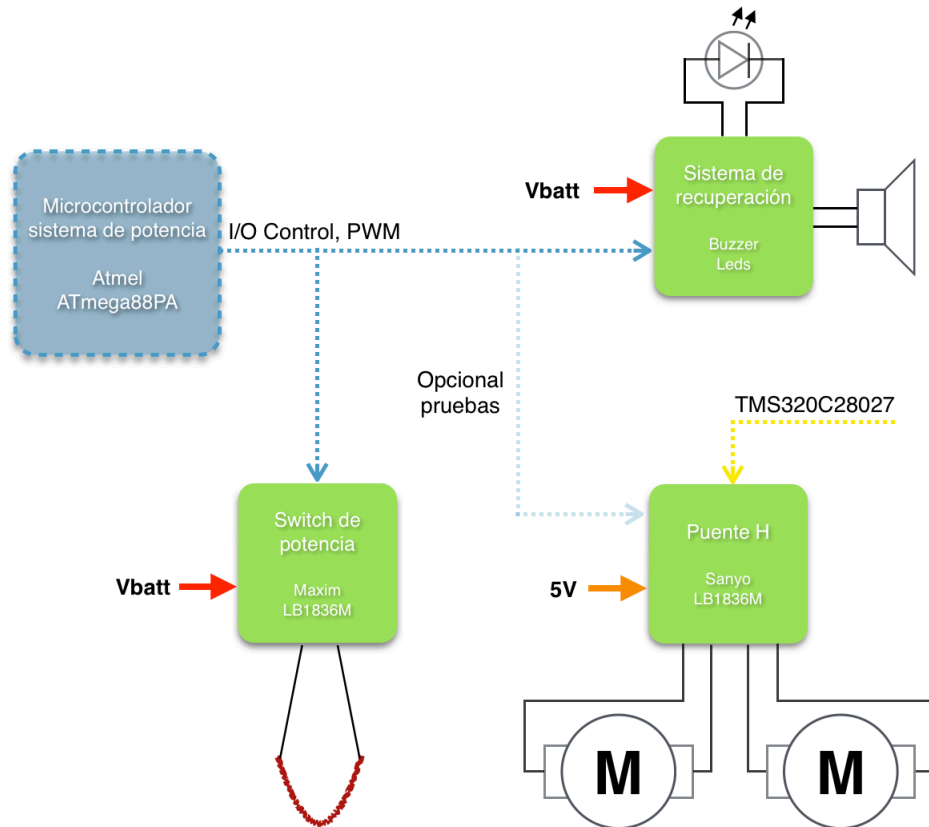 Sistema de
recuperación
Buzzer
Leds
Vbatt
Microcontrolador
sistema de potencia
Atmel
ATmega88PA
I/O Control, PWM
Opcional
pruebas
TMS320C28027
Switch de
potencia
Maxim
LB1836M
Vbatt
Puente H
Sanyo
LB1836M
5V
M
M